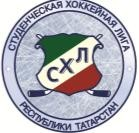 СТУДЕНЧЕСКАЯ ХОККЕЙНАЯ ЛИГА
СХЛ
РЕСПУБЛИКИ ТАТАРСТАН